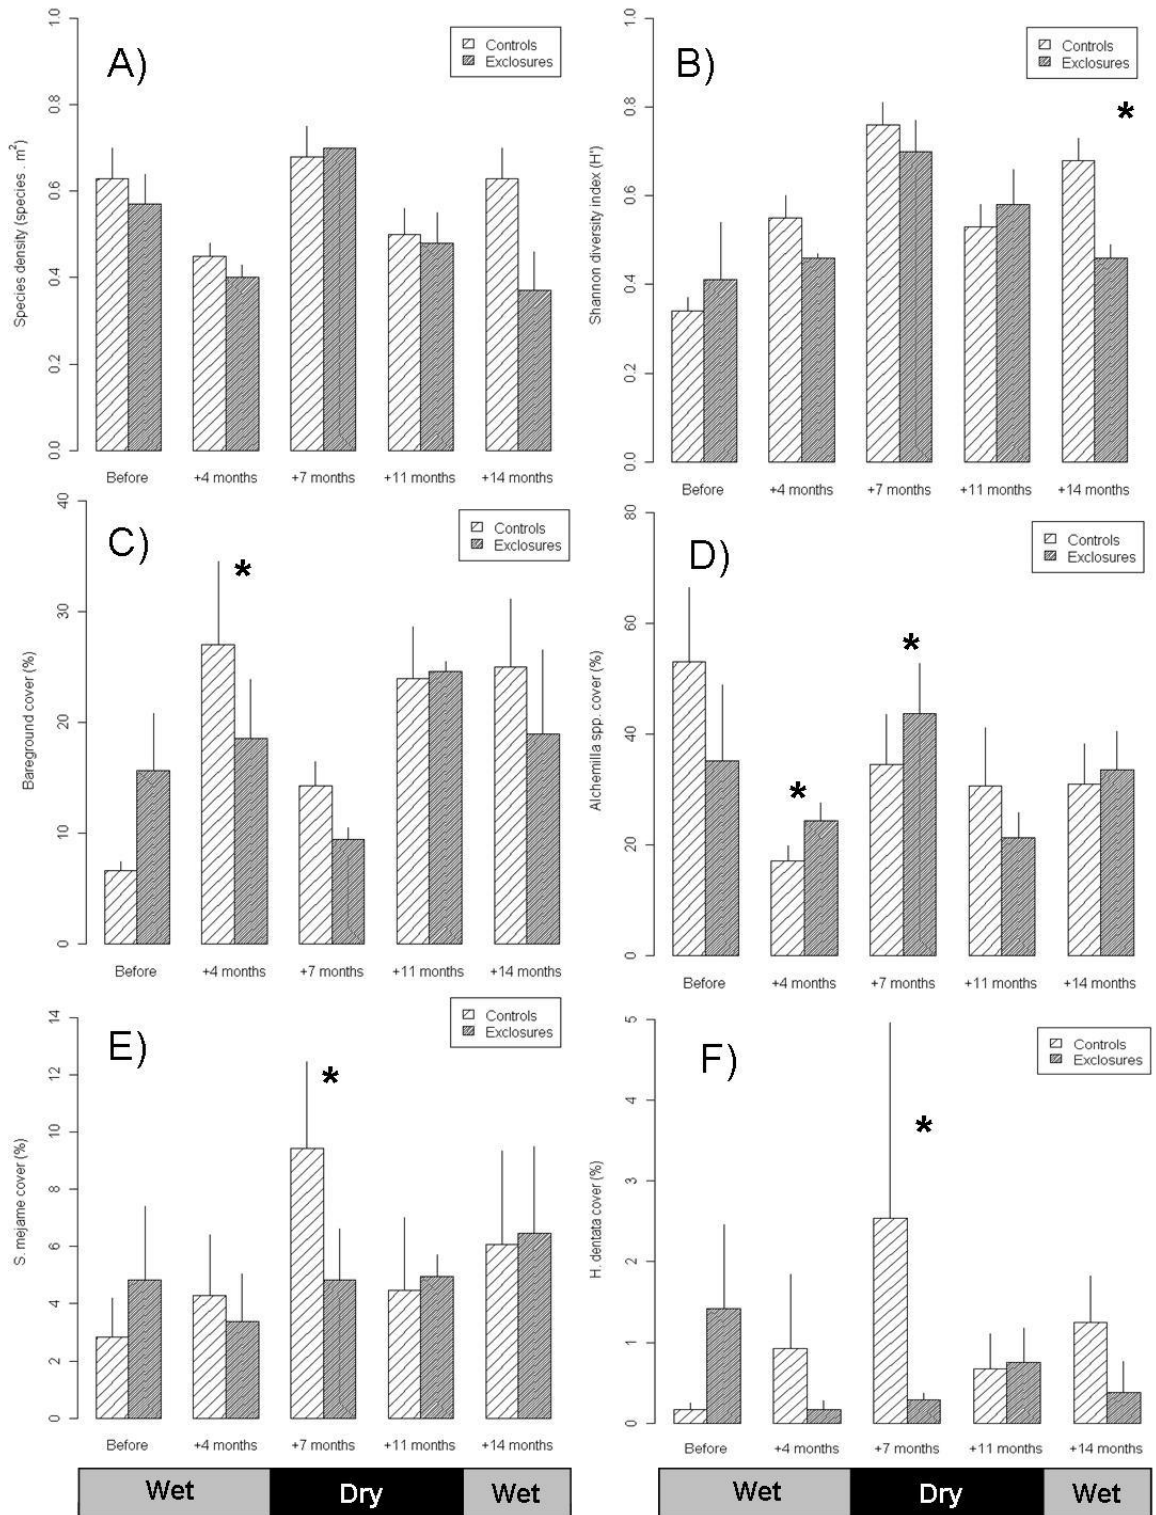 A)
Controls
Exclosures
Species density (species . m²)
0.0 0.2 0.4 0.6 0.8 1.0
Before +4 months +7 months +11 months +14 months
B)
Controls
Exclosures
*
Shannon diversity index (H')
0.0 0.2 0.4 0.6 0.8 1.0
Before +4 months +7 months +11 months +14 months
C)
Controls
Exclosures
*
Bareground cover (%)
0 10 20 30 40
Before +4 months +7 months +11 months +14 months
D)
Controls
Exclosures
*
*
Alchemilla spp. cover (%)
0 20 40 60 80
Before +4 months +7 months +11 months +14 months
E)
Controls
Exclosures
*
S. mejame cover (%)
0 2 4 6 8 10 12 14
Before +4 months +7 months +11 months +14 months
Wet Dry Wet
F)
Controls
Exclosures
*
H. dentata cover (%)
0 1 2 3 4 5
Before +4 months +7 months +11 months +14 months
Wet Dry Wet